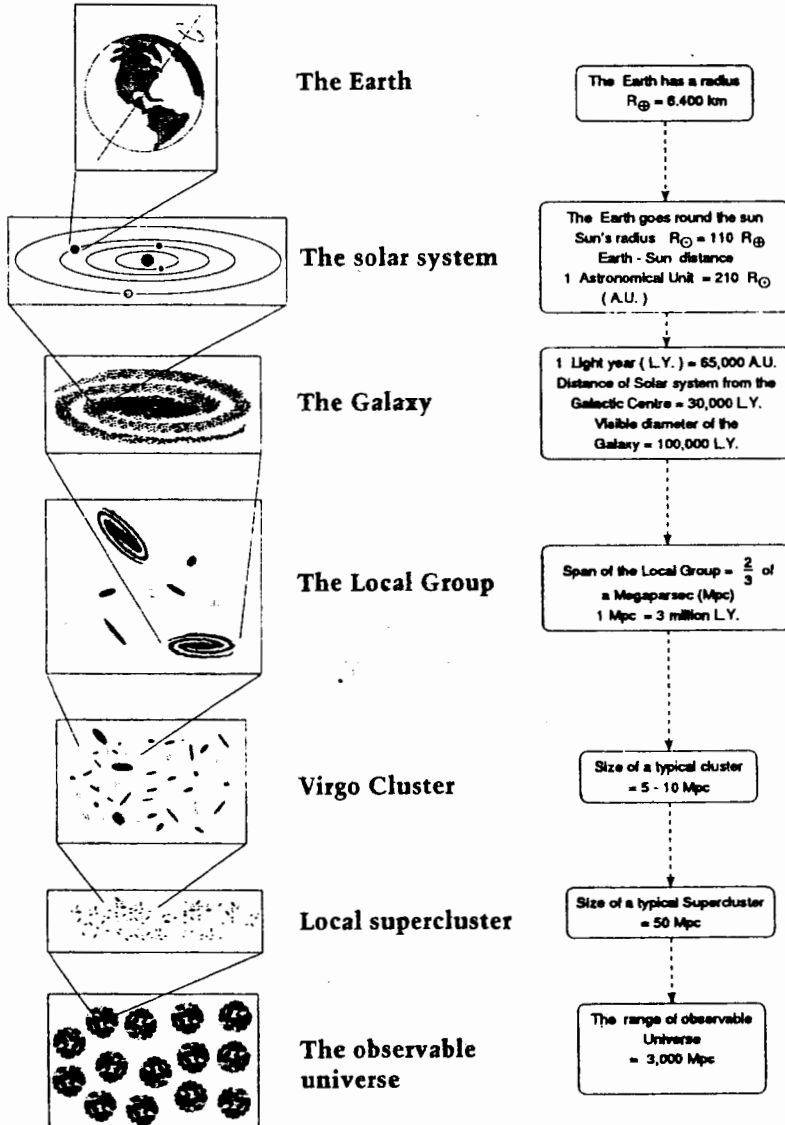 The Earth
The Earth has a radius
R⊕ = 6.400 km
The solar system
The Earth goes round the sun
Sun's radius R⊙ = 110 R⊕
Earth - Sun distance
1 Astronomical Unit = 210 R⊙
( A.U. )
The Galaxy
1 Light year ( L.Y. ) = 65,000 A.U.
Distance of Solar system from the
Galactic Centre = 30,000 L.Y.
Visible diameter of the
Galaxy = 100,000 L.Y.
The Local Group
Span of the Local Group = 2/3 of
a Megaparsec (Mpc)
1 Mpc = 3 million L.Y.
Virgo Cluster
Size of a typical cluster
= 5 - 10 Mpc
Local supercluster
Size of a typical Supercluster
= 50 Mpc
The observable
universe
The range of observable
Universe
= 3,000 Mpc